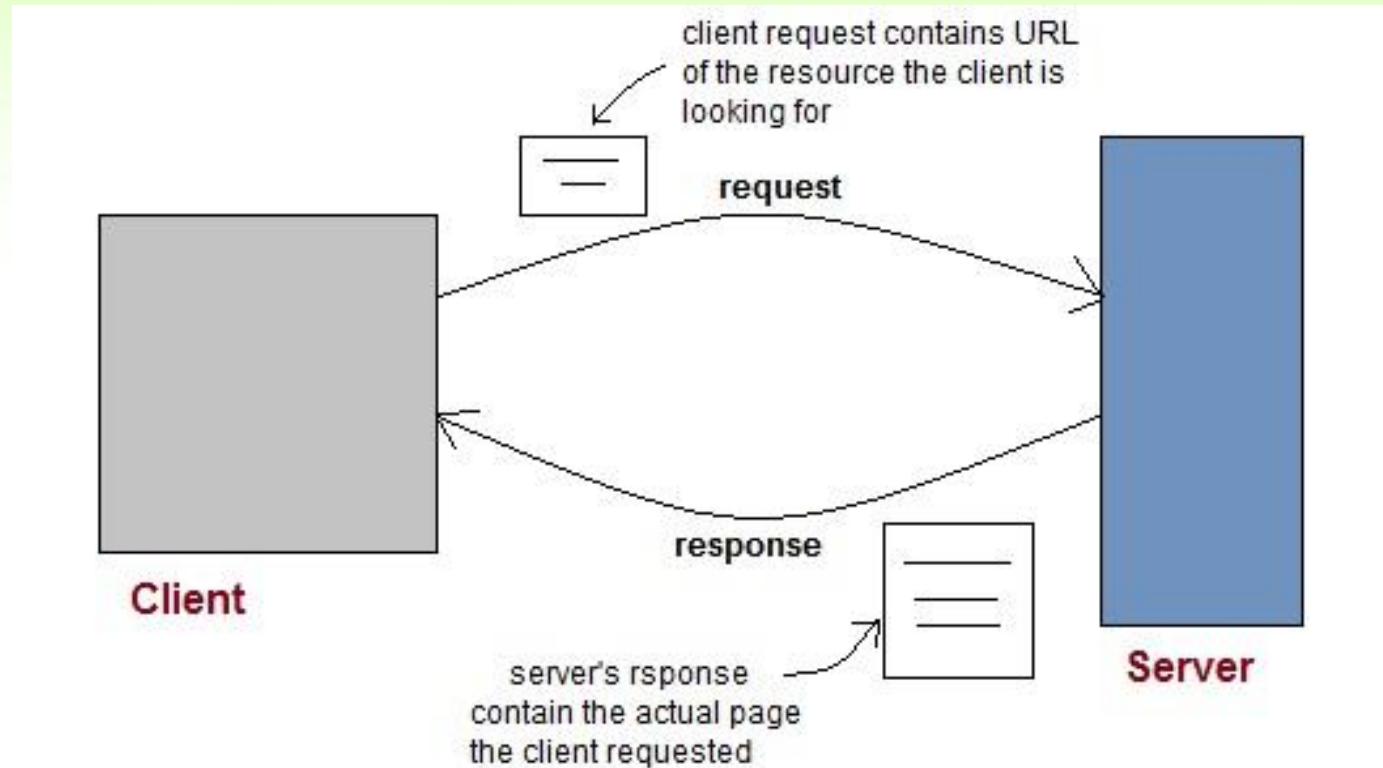 client request contains URL
of the resource the client is
looking for
request
response
Client
Server
server's rsponse
contain the actual page
the client requested